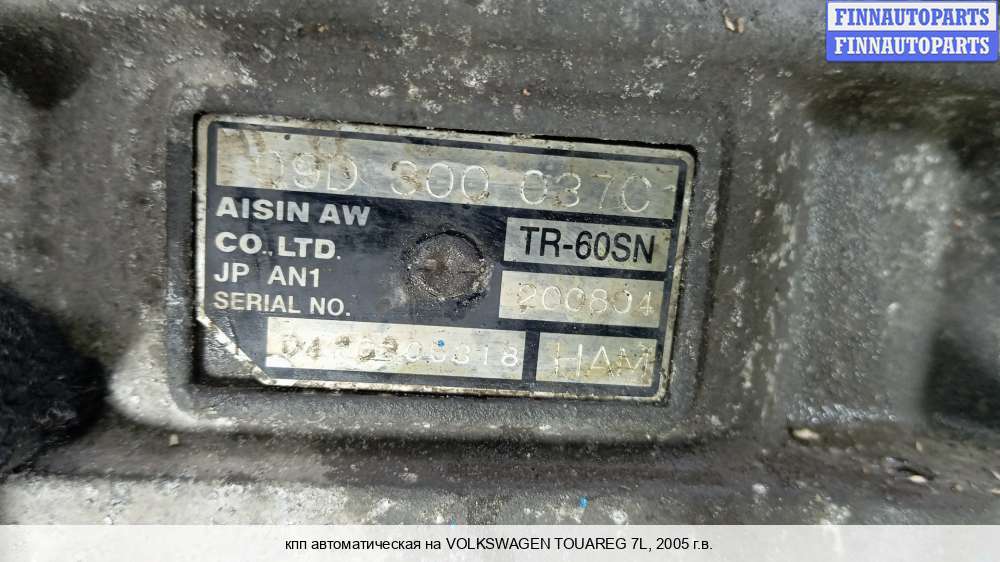 FINNAUTOPARTS
FINNAUTOPARTS
09D 300 037C
AISIN AW
CO.,LTD.
TR-60SN
JP AN1
200804
SERIAL NO.
HAM
кпп автоматическая на VOLKSWAGEN TOUAREG 7L, 2005 г.в.